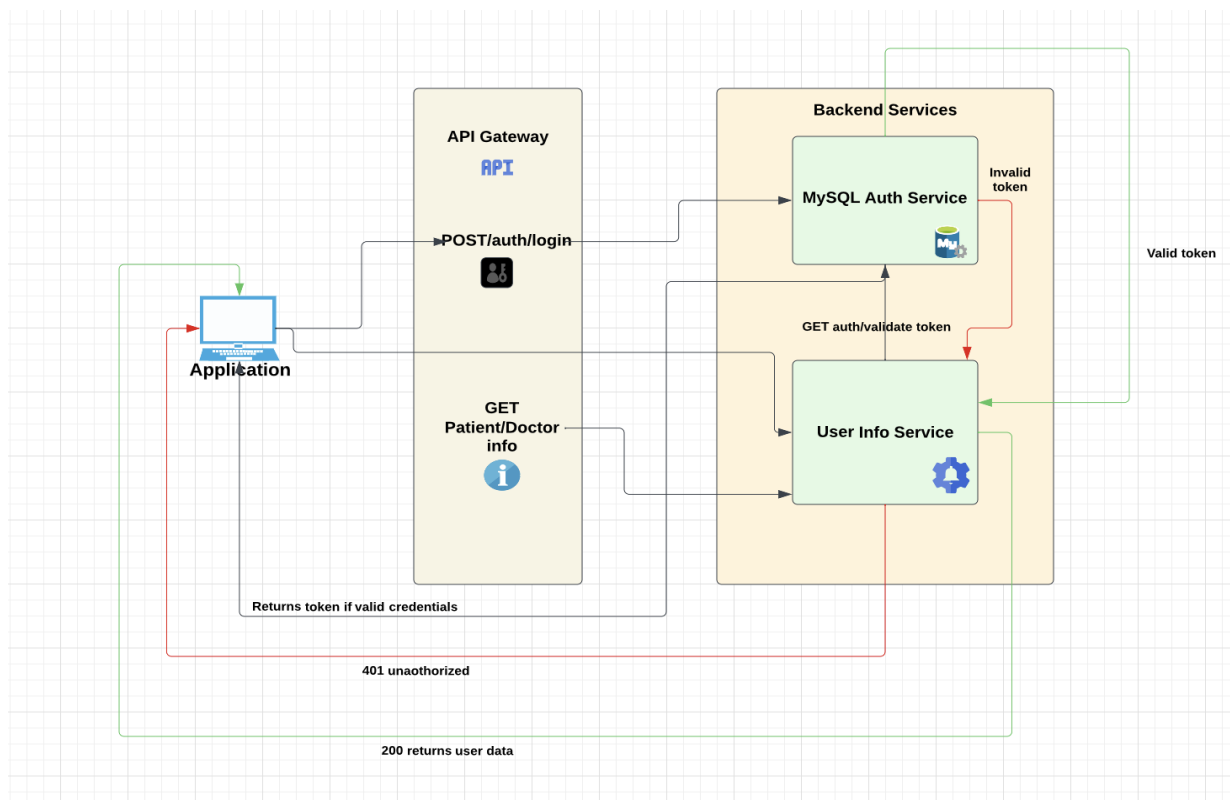 Backend Services
API Gateway
API
Invalid
token
MySQL Auth Service
My
POST/auth/login
Valid token
GET auth/validate token
Application
GET
Patient/Doctor
info
i
User Info Service
Returns token if valid credentials
401 unaothorized
200 returns user data